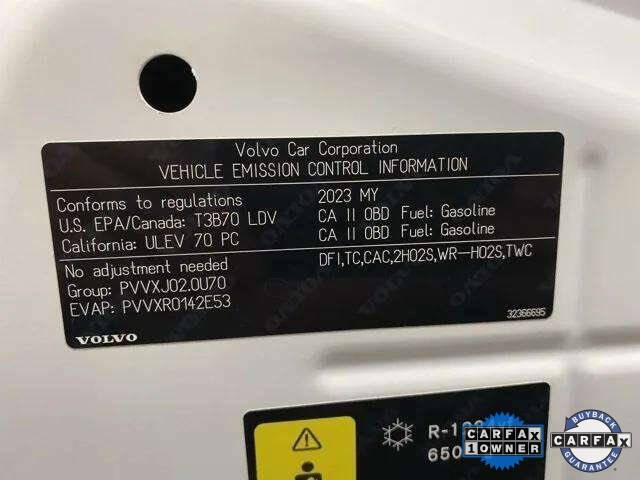 Volvo Car Corporation
VEHICLE EMISSION CONTROL INFORMATION
Conforms to regulations 2023 MY
U.S. EPA/Canada: T3B70 LDV CA II OBD Fuel: Gasoline
California: ULEV 70 PC CA II OBD Fuel: Gasoline
No adjustment needed DFI,TC,CAC,2HO2S,WR-HO2S,TWC
Group: PVVXJ02.0U70
EVAP: PVVXR0142E53
VOLVO 32366695
CARFAX
1 OWNER
BUYBACK
CARFAX
GUARANTEE